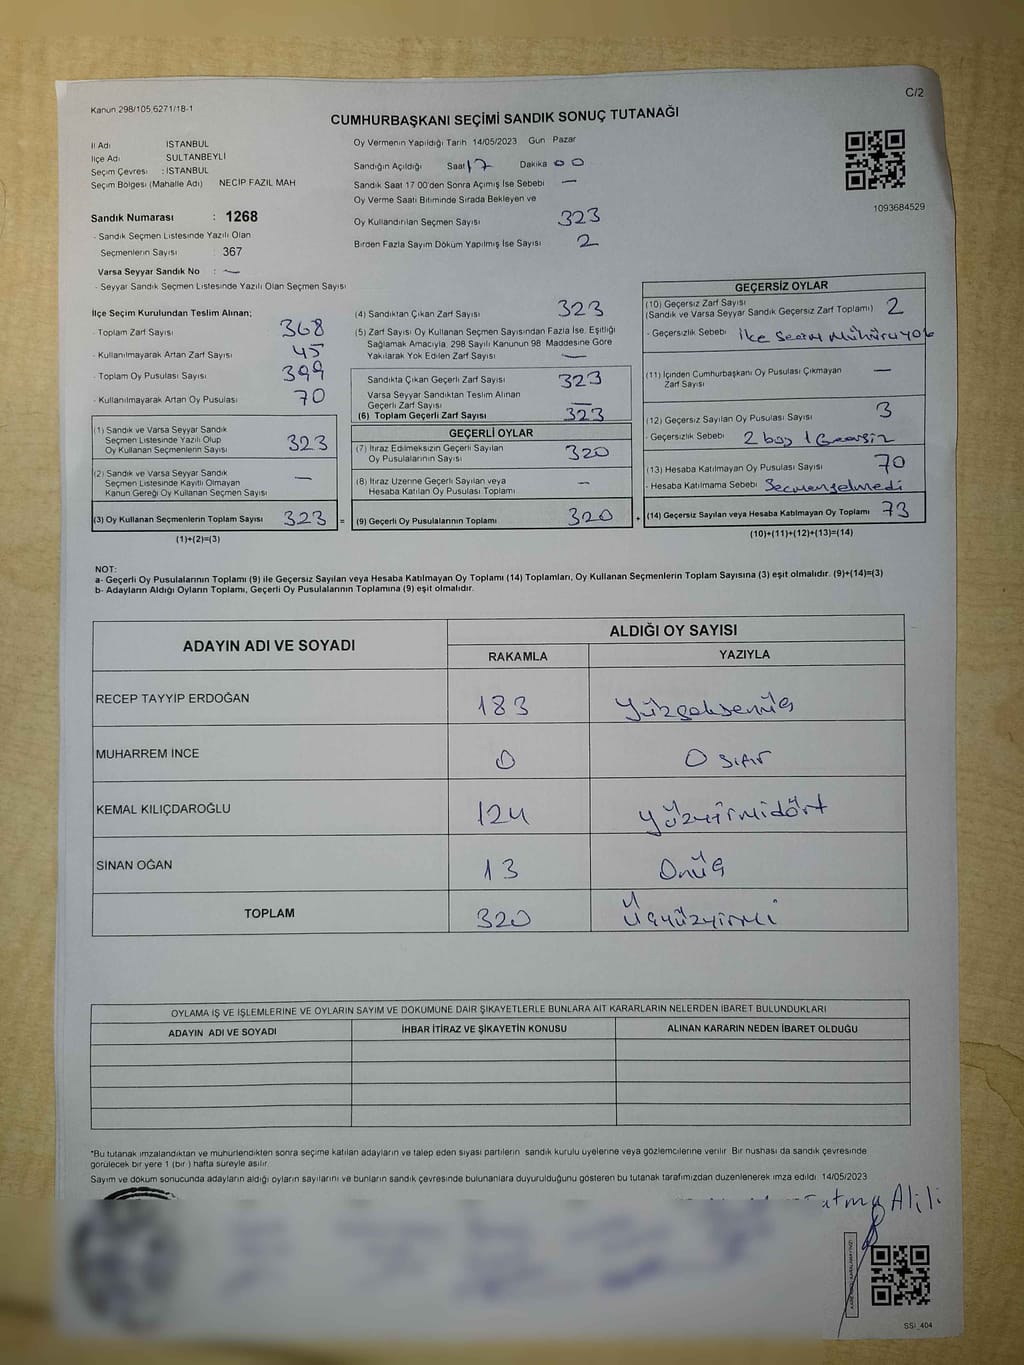 C/2
Kanun 298/105,6271/18-1
CUMHURBAŞKANI SEÇİMİ SANDIK SONUÇ TUTANAĞI
İl Adı İSTANBUL
İlçe Adı SULTANBEYLİ
Seçim Çevresi : İSTANBUL
Seçim Bölgesi (Mahalle Adı) NECİP FAZIL MAH
Sandık Numarası : 1268
- Sandık Seçmen Listesinde Yazılı Olan
Seçmenlerin Sayısı : 367
Varsa Seyyar Sandık No : —
- Seyyar Sandık Seçmen Listesinde Yazılı Olan Seçmen Sayısı
Oy Vermenin Yapıldığı Tarih 14/05/2023 Gün Pazar
Sandığın Açıldığı Saat 17 Dakika 00
Sandık Saat 17 00'den Sonra Açımış İse Sebebi —
Oy Verme Saati Bitiminde Sırada Bekleyen ve
Oy Kullandırılan Seçmen Sayısı 323
Birden Fazla Sayım Döküm Yapılmış İse Sayısı 2
1093684529
İlçe Seçim Kurulundan Teslim Alınan;
- Toplam Zarf Sayısı 368
- Kullanılmayarak Artan Zarf Sayısı 45
- Toplam Oy Pusulası Sayısı 399
- Kullanılmayarak Artan Oy Pusulası 70
(1) Sandık ve Varsa Seyyar Sandık
Seçmen Listesinde Yazılı Olup
Oy Kullanan Seçmenlerin Sayısı 323
(2) Sandık ve Varsa Seyyar Sandık
Seçmen Listesinde Kayıtlı Olmayan
Kanun Gereği Oy Kullanan Seçmen Sayısı —
(3) Oy Kullanan Seçmenlerin Toplam Sayısı 323 =
(1)+(2)=(3)
(4) Sandıktan Çıkan Zarf Sayısı 323
(5) Zarf Sayısı Oy Kullanan Seçmen Sayısından Fazla İse, Eşitliği
Sağlamak Amacıyla, 298 Sayılı Kanunun 98 Maddesine Göre
Yakılarak Yok Edilen Zarf Sayısı —
Sandıkta Çıkan Geçerli Zarf Sayısı 323
Varsa Seyyar Sandıktan Teslim Alınan
Geçerli Zarf Sayısı —
(6) Toplam Geçerli Zarf Sayısı 323
GEÇERLİ OYLAR
(7) İtiraz Edilmeksizin Geçerli Sayılan
Oy Pusulalarının Sayısı 320
(8) İtiraz Üzerine Geçerli Sayılan veya
Hesaba Katılan Oy Pusulası Toplamı —
(9) Geçerli Oy Pusulalarının Toplamı 320 +
GEÇERSİZ OYLAR
(10) Geçersiz Zarf Sayısı
(Sandık ve Varsa Seyyar Sandık Geçersiz Zarf Toplamı) 2
- Geçersizlik Sebebi İlçe Seçim Mühürü yok
(11) İçinden Cumhurbaşkanı Oy Pusulası Çıkmayan
Zarf Sayısı —
(12) Geçersiz Sayılan Oy Pusulası Sayısı 3
- Geçersizlik Sebebi 2 boş 1 Geçersiz
(13) Hesaba Katılmayan Oy Pusulası Sayısı 70
- Hesaba Katılmama Sebebi Seçmengelmedi
(14) Geçersiz Sayılan veya Hesaba Katılmayan Oy Toplamı 73
(10)+(11)+(12)+(13)=(14)
NOT:
a- Geçerli Oy Pusulalarının Toplamı (9) ile Geçersiz Sayılan veya Hesaba Katılmayan Oy Toplamı (14) Toplamları, Oy Kullanan Seçmenlerin Toplam Sayısına (3) eşit olmalıdır. (9)+(14)=(3)
b- Adayların Aldığı Oyların Toplamı, Geçerli Oy Pusulalarının Toplamına (9) eşit olmalıdır.
ADAYIN ADI VE SOYADI ALDIĞI OY SAYISI
RAKAMLA YAZIYLA
RECEP TAYYİP ERDOĞAN 183 Yüzseksenüç
MUHARREM İNCE 0 0 sıfır
KEMAL KILIÇDAROĞLU 124 yüzyirmidört
SİNAN OĞAN 13 Onüç
TOPLAM 320 Üçyüzyirmi
OYLAMA İŞ VE İŞLEMLERİNE VE OYLARIN SAYIM VE DÖKÜMÜNE DAİR ŞİKAYETLERLE BUNLARA AİT KARARLARIN NELERDEN İBARET BULUNDUKLARI
ADAYIN ADI VE SOYADI İHBAR İTİRAZ VE ŞİKAYETİN KONUSU ALINAN KARARIN NEDEN İBARET OLDUĞU
*Bu tutanak imzalandıktan ve mühürlendikten sonra seçime katılan adayların ve talep eden siyasi partilerin sandık kurulu üyelerine veya gözlemcilerine verilir. Bir nüshası da sandık çevresinde
görülecek bir yere 1 (bir ) hafta süreyle asılır.
Sayım ve döküm sonucunda adayların aldığı oyların sayılarını ve bunların sandık çevresinde bulunanlara duyurulduğunu gösteren bu tutanak tarafımızdan düzenlenerek imza edildi. 14/05/2023
Fatma Alili
SSİ_404